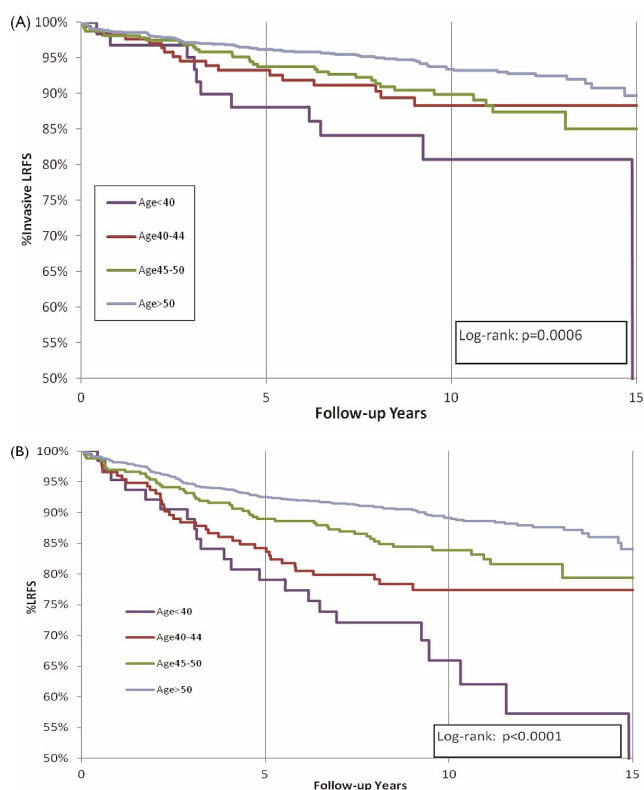 (A)
100%
95%
90%
85%
80%
75%
70%
65%
60%
55%
50%
%Invasive LRFS
Age<40
Age40-44
Age45-50
Age>50
Log-rank: p=0.0006
0
5
10
15
Follow-up Years
(B)
100%
95%
90%
85%
80%
75%
70%
65%
60%
55%
50%
%LRFS
Age<40
Age40-44
Age45-50
Age>50
Log-rank: p<0.0001
0
5
10
15
Follow-up Years